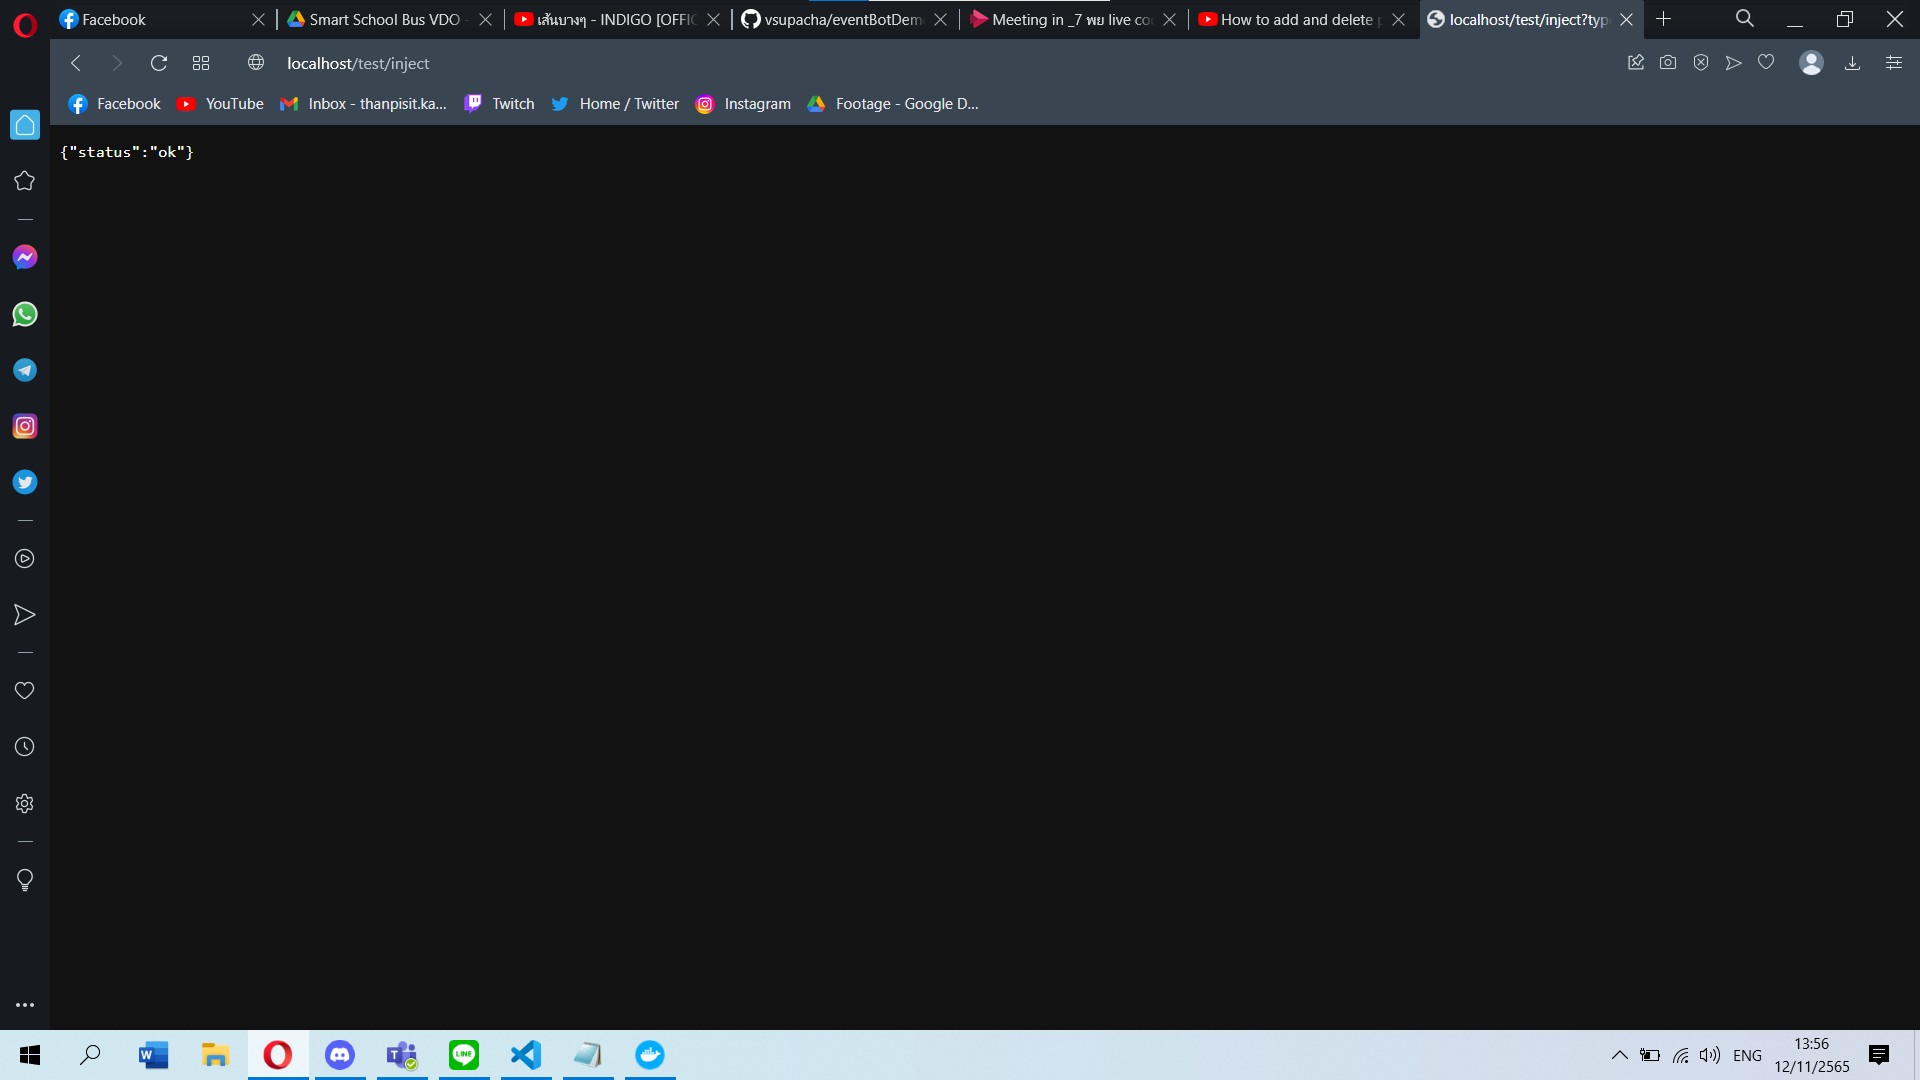 Facebook
Smart School Bus VDO -
เส้นบางๆ - INDIGO [OFFIC
vsupacha/eventBotDem
Meeting in _7 พย live co
How to add and delete p
localhost/test/inject?typ
localhost/test/inject
Facebook
YouTube
Inbox - thanpisit.ka...
Twitch
Home / Twitter
Instagram
Footage - Google D...
{"status":"ok"}
W
T
LINE
ENG
13:56
12/11/2565